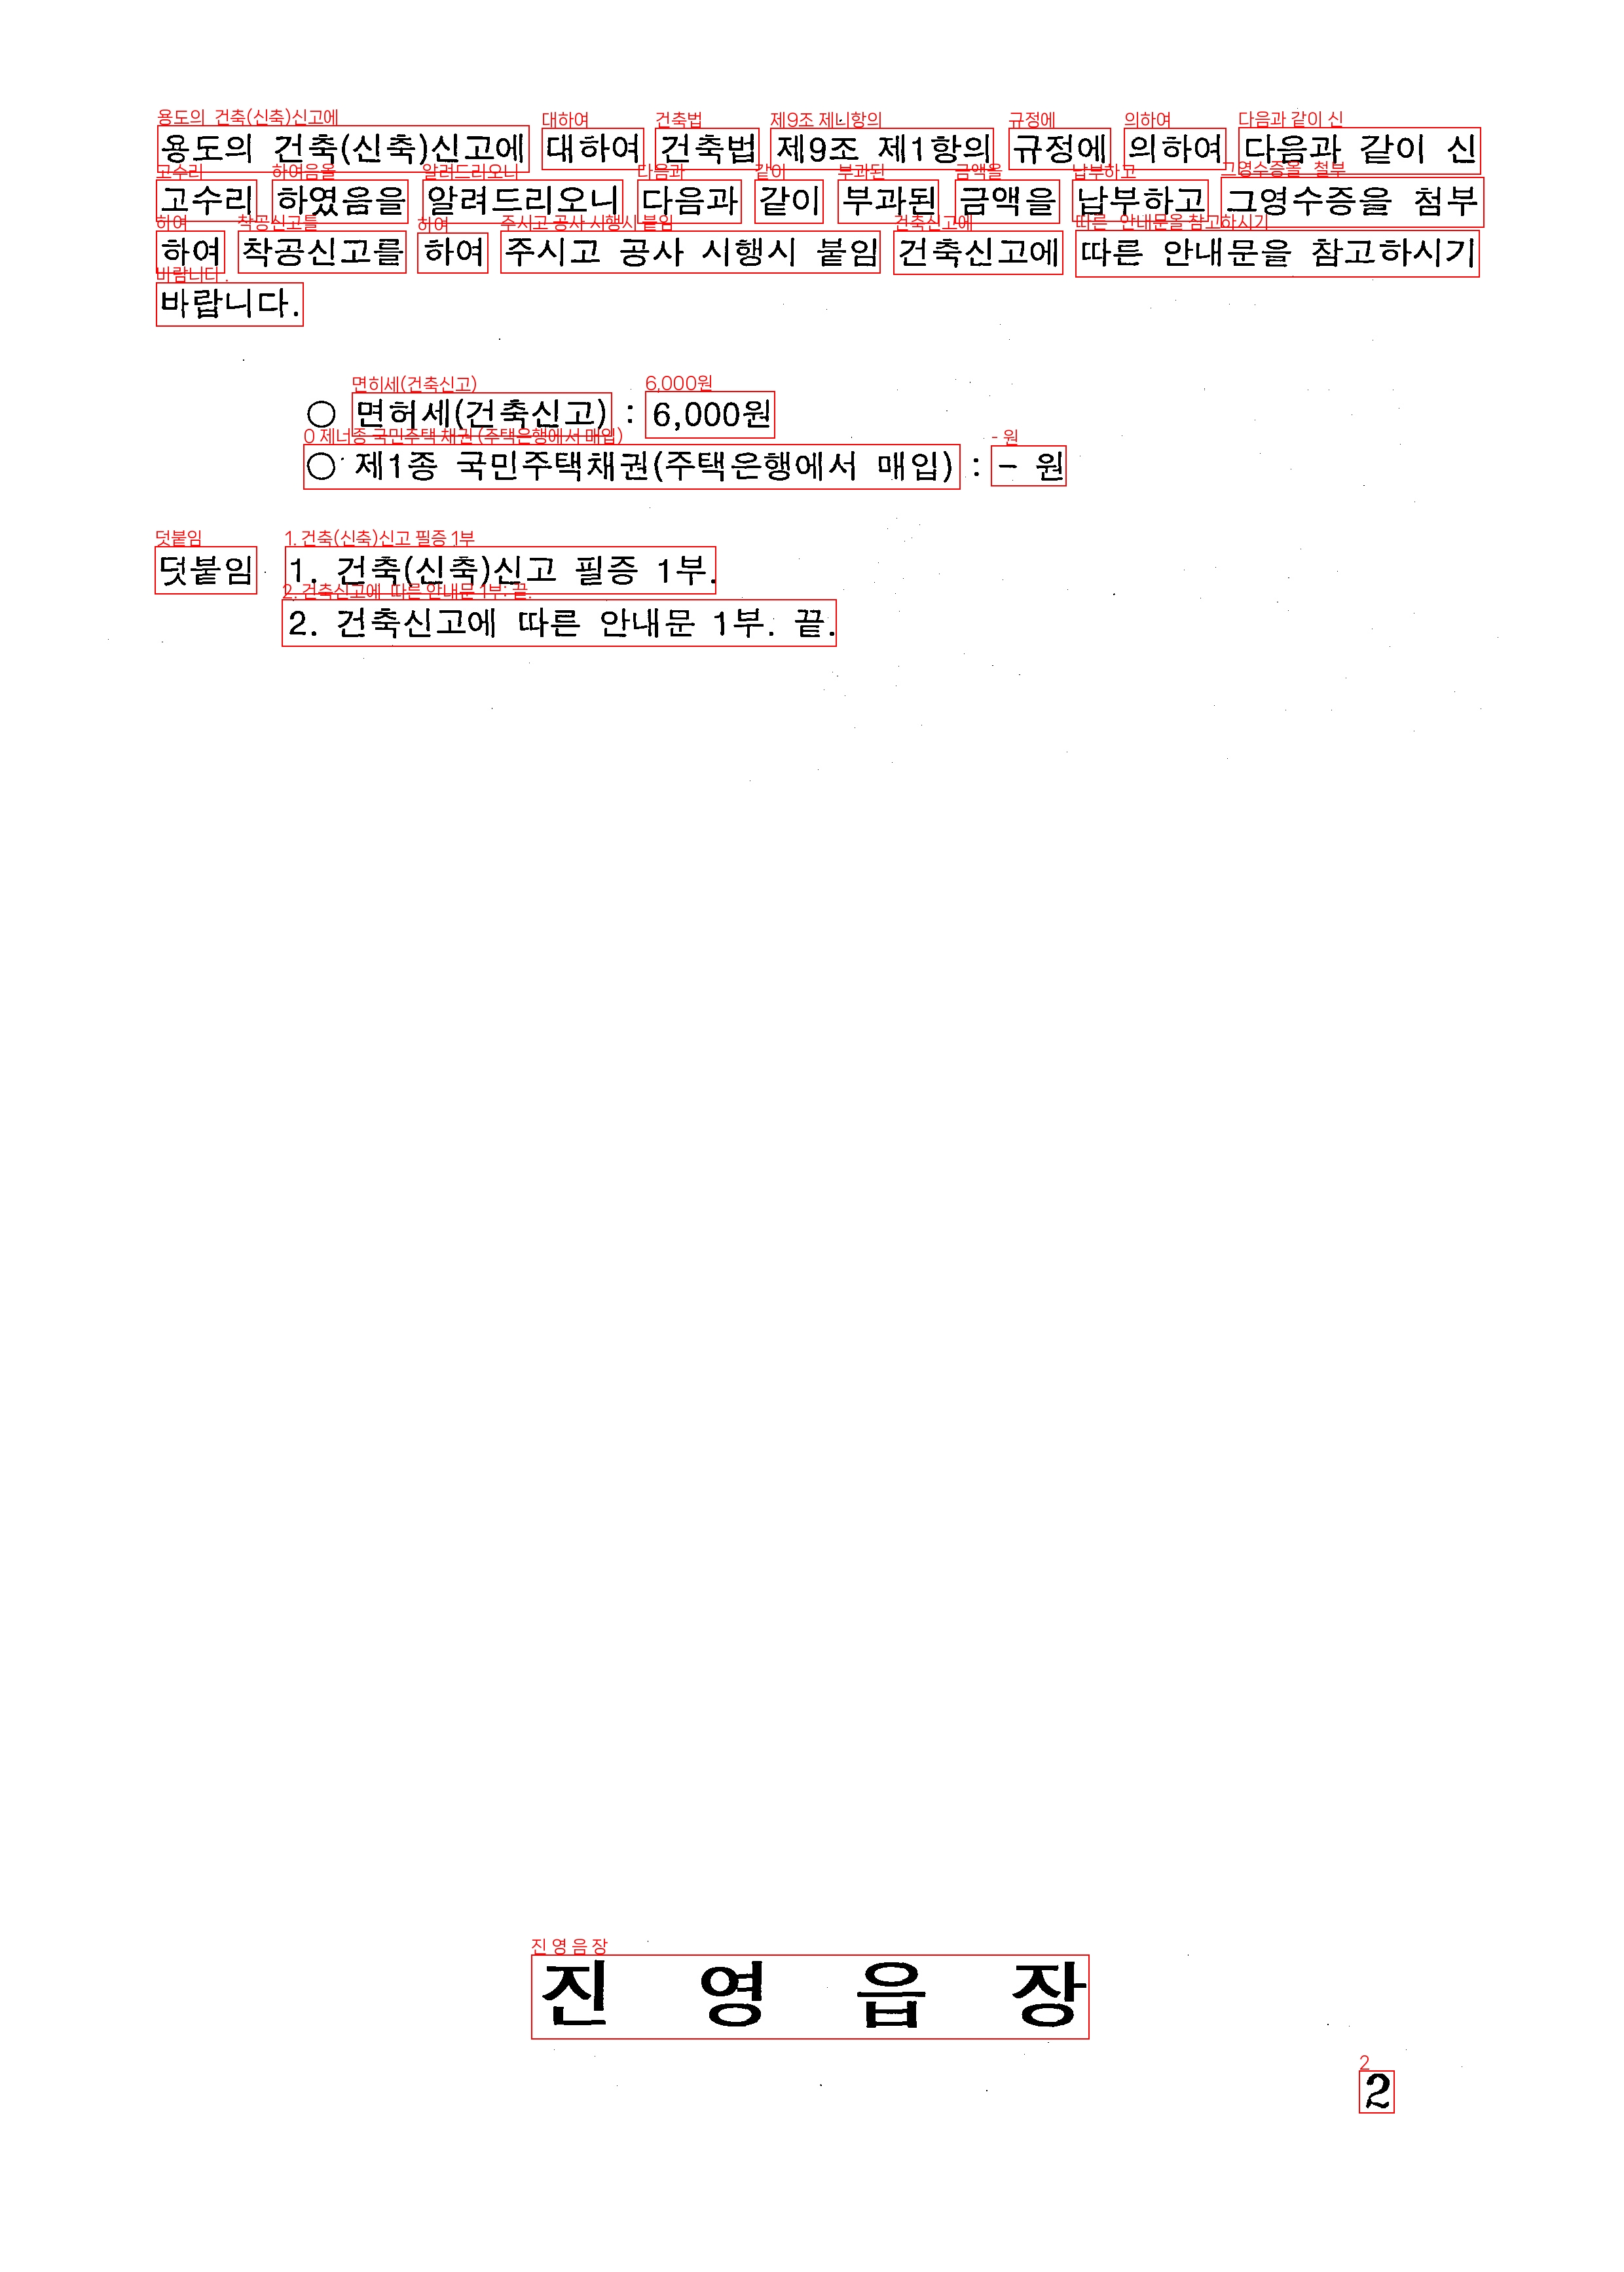 용도의 건축(신축)신고에 대하여 건축법 제9조 제1항의 규정에 의하여 다음과 같이 신
고수리 하였음을 알려드리오니 다음과 같이 부과된 금액을 납부하고 그영수증을 첨부
하여 착공신고를 하여 주시고 공사 시행시 붙임 건축신고에 따른 안내문을 참고하시기
바랍니다.
○ 면허세(건축신고) : 6,000원
○ 제1종 국민주택채권(주택은행에서 매입) : - 원
덧붙임 1. 건축(신축)신고 필증 1부.
2. 건축신고에 따른 안내문 1부. 끝.
진 영 읍 장
2